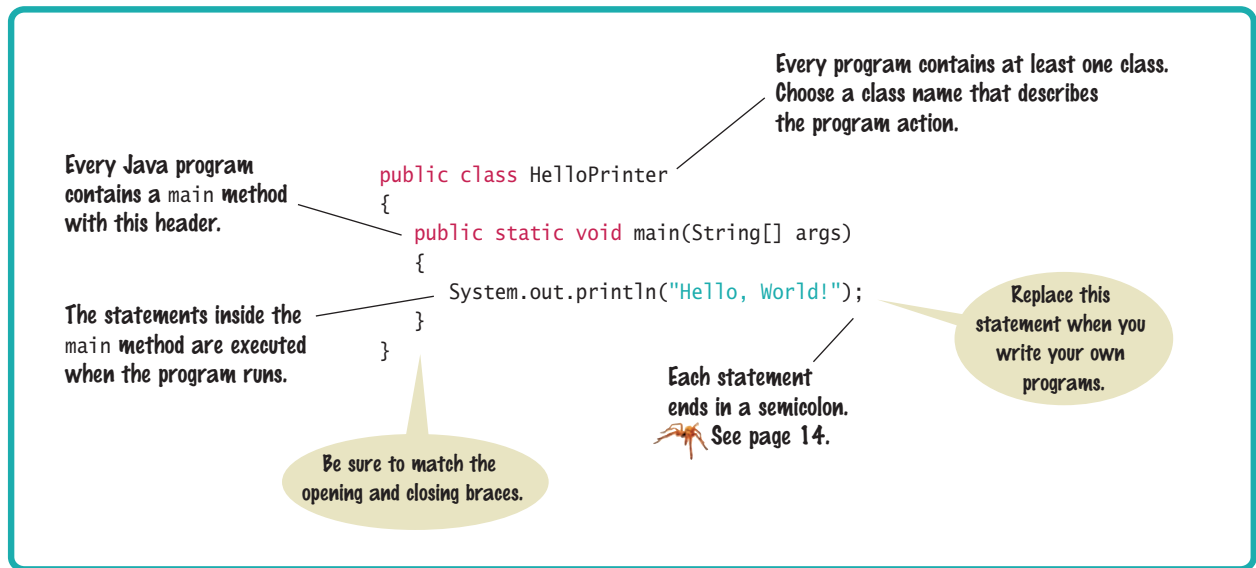 Every program contains at least one class.
Choose a class name that describes
the program action.
Every Java program
contains a main method
with this header.
public class HelloPrinter
{
public static void main(String[] args)
{
System.out.println("Hello, World!");
}
}
The statements inside the
main method are executed
when the program runs.
Replace this
statement when you
write your own
programs.
Each statement
ends in a semicolon.
See page 14.
Be sure to match the
opening and closing braces.